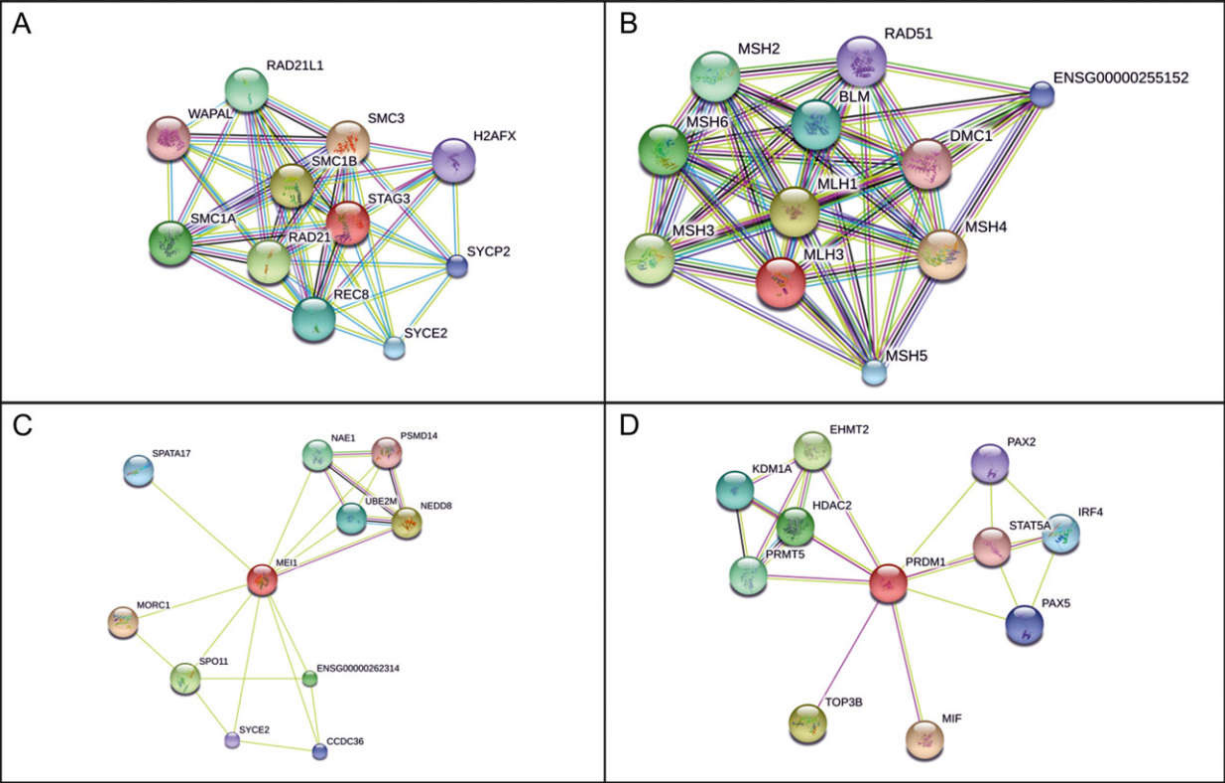 A
RAD21L1
WAPAL
SMC3
H2AFX
SMC1B
STAG3
SMC1A
RAD21
SYCP2
REC8
SYCE2
B
RAD51
MSH2
ENSG00000255152
BLM
MSH6
DMC1
MLH1
MSH3
MSH4
MLH3
MSH5
C
NAE1
PSMD14
SPATA17
UBE2M
NEDD8
MEI1
MORC1
SPO11
ENSG00000262314
SYCE2
CCDC36
D
EHMT2
PAX2
KDM1A
HDAC2
IRF4
STAT5A
PRMT5
PRDM1
PAX5
TOP3B
MIF